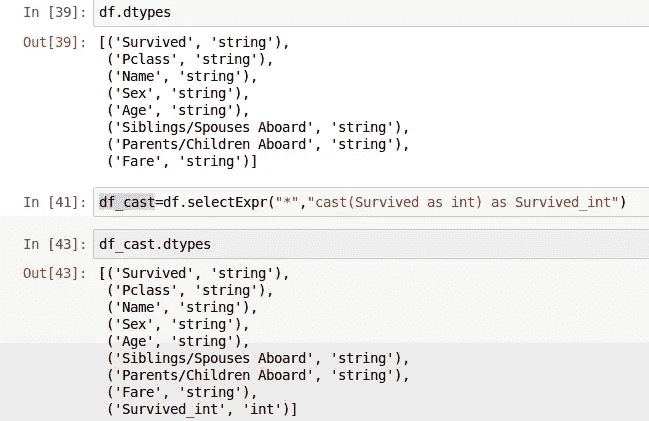 In [39]: df.dtypes
Out[39]: [('Survived', 'string'),
('Pclass', 'string'),
('Name', 'string'),
('Sex', 'string'),
('Age', 'string'),
('Siblings/Spouses Aboard', 'string'),
('Parents/Children Aboard', 'string'),
('Fare', 'string')]
In [41]: df_cast=df.selectExpr("*","cast(Survived as int) as Survived_int")
In [43]: df_cast.dtypes
Out[43]: [('Survived', 'string'),
('Pclass', 'string'),
('Name', 'string'),
('Sex', 'string'),
('Age', 'string'),
('Siblings/Spouses Aboard', 'string'),
('Parents/Children Aboard', 'string'),
('Fare', 'string'),
('Survived_int', 'int')]